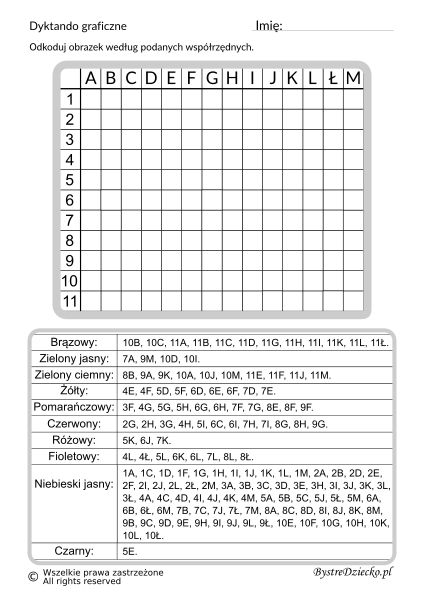 Dyktando graficzne Imię:
Odkoduj obrazek według podanych współrzędnych.
A B C D E F G H I J K L Ł M
1
2
3
4
5
6
7
8
9
10
11
Brązowy: 10B, 10C, 11A, 11B, 11C, 11D, 11G, 11H, 11I, 11K, 11L, 11Ł.
Zielony jasny: 7A, 9M, 10D, 10I.
Zielony ciemny: 8B, 9A, 9K, 10A, 10J, 10M, 11E, 11F, 11J, 11M.
Żółty: 4E, 4F, 5D, 5F, 6D, 6E, 6F, 7D, 7E.
Pomarańczowy: 3F, 4G, 5G, 5H, 6G, 6H, 7F, 7G, 8E, 8F, 9F.
Czerwony: 2G, 2H, 3G, 4H, 5I, 6C, 6I, 7H, 7I, 8G, 8H, 9G.
Różowy: 5K, 6J, 7K.
Fioletowy: 4L, 4Ł, 5L, 6K, 6L, 7L, 8L, 8Ł.
Niebieski jasny: 1A, 1C, 1D, 1F, 1G, 1H, 1I, 1J, 1K, 1L, 1M, 2A, 2B, 2D, 2E,
2F, 2I, 2J, 2L, 2Ł, 2M, 3A, 3B, 3C, 3D, 3E, 3H, 3I, 3J, 3K, 3L,
3Ł, 4A, 4C, 4D, 4I, 4J, 4K, 4M, 5A, 5B, 5C, 5J, 5Ł, 5M, 6A,
6B, 6Ł, 6M, 7B, 7C, 7J, 7Ł, 7M, 8A, 8C, 8D, 8I, 8J, 8K, 8M,
9B, 9C, 9D, 9E, 9H, 9I, 9J, 9L, 9Ł, 10E, 10F, 10G, 10H, 10K,
10L, 10Ł.
Czarny: 5E.
© Wszelkie prawa zastrzeżone
All rights reserved
BystreDziecko.pl